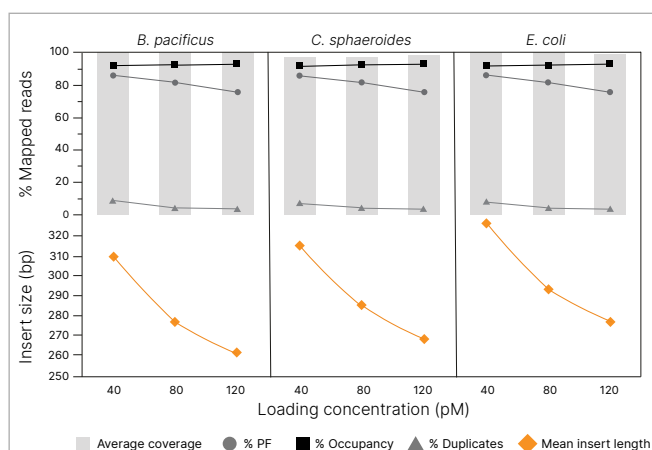 B. pacificus C. sphaeroides E. coli
% Mapped reads
100
80
60
40
20
0
Insert size (bp)
320
310
300
290
280
270
260
250
40 80 120 40 80 120 40 80 120
Loading concentration (pM)
Average coverage % PF % Occupancy % Duplicates Mean insert length